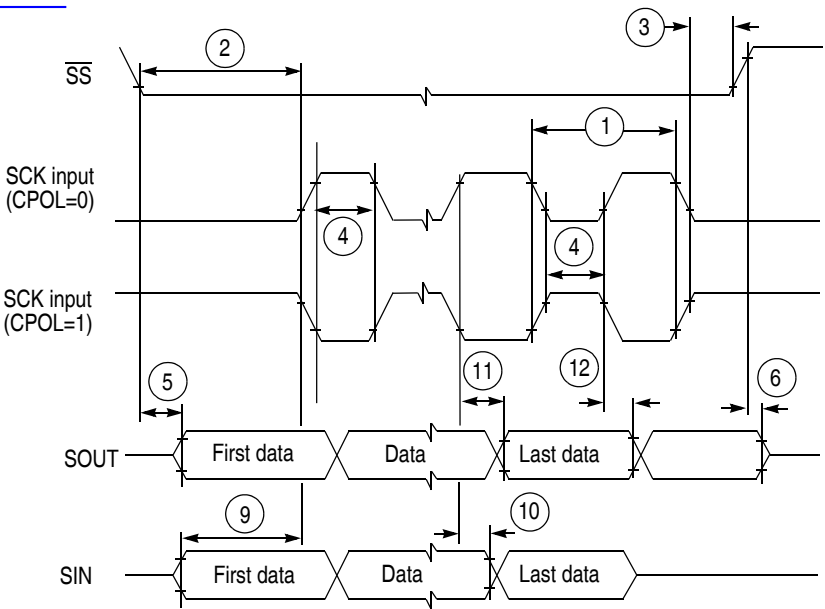 2
3
SS
1
SCK input
(CPOL=0)
4
4
SCK input
(CPOL=1)
5
11
12
6
SOUT
First data
Data
Last data
9
10
SIN
First data
Data
Last data